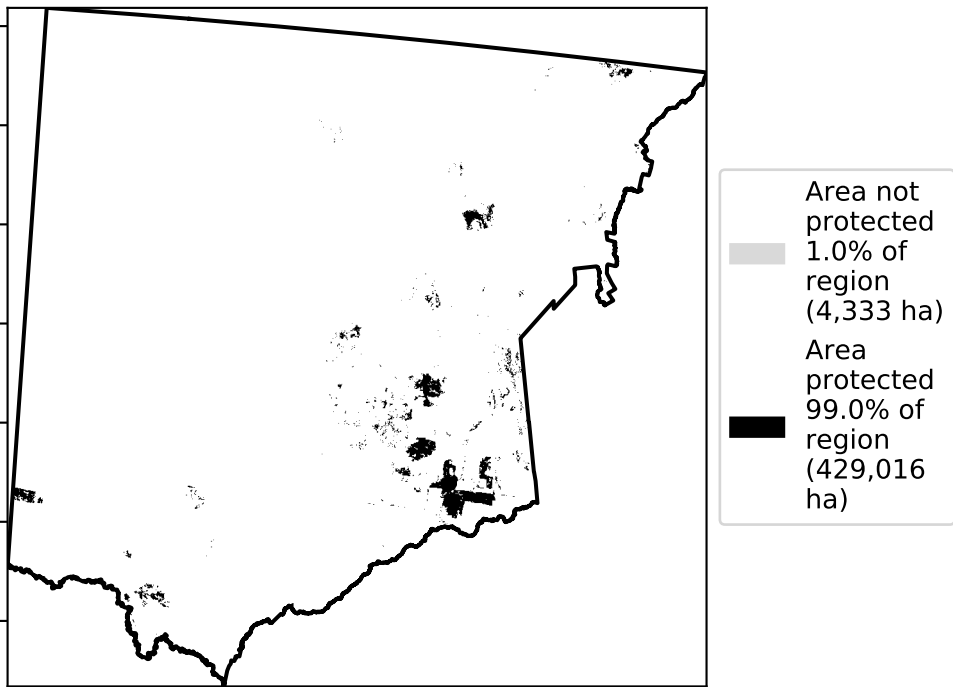 Area not
protected
1.0% of
region
(4,333 ha)
Area
protected
99.0% of
region
(429,016
ha)